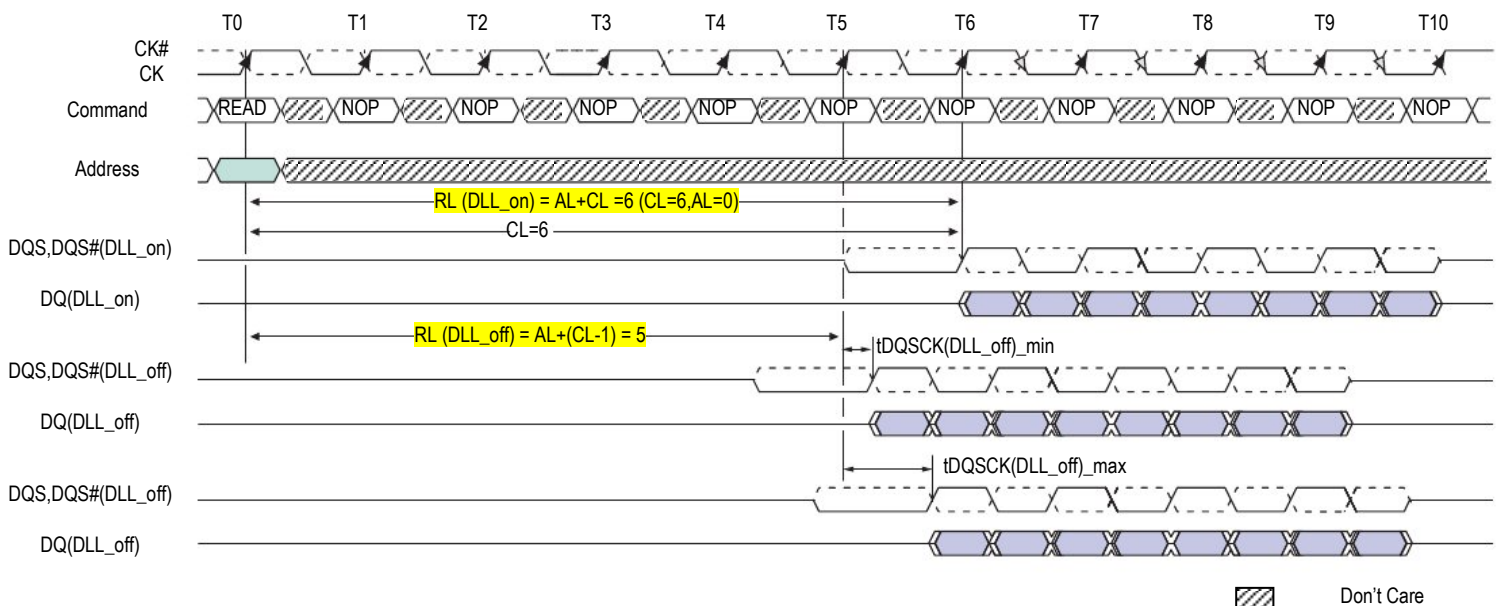 T0 T1 T2 T3 T4 T5 T6 T7 T8 T9 T10
CK#
CK
Command READ NOP NOP NOP NOP NOP NOP NOP NOP NOP NOP
Address
RL (DLL_on) = AL+CL =6 (CL=6,AL=0)
CL=6
DQS,DQS#(DLL_on)
DQ(DLL_on)
RL (DLL_off) = AL+(CL-1) = 5
tDQSCK(DLL_off)_min
DQS,DQS#(DLL_off)
DQ(DLL_off)
tDQSCK(DLL_off)_max
DQS,DQS#(DLL_off)
DQ(DLL_off)
Don't Care